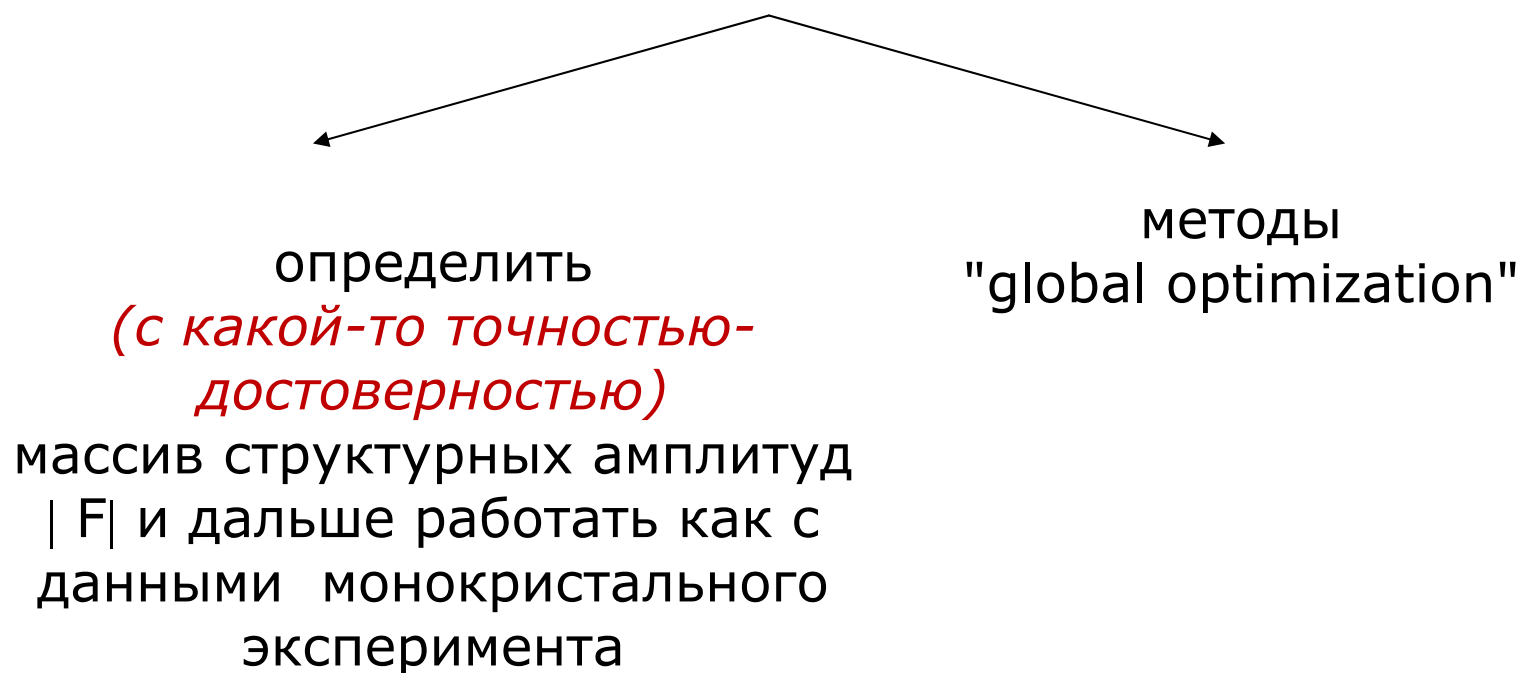 определить
(с какой-то точностью-
достоверностью)
массив структурных амплитуд
| F| и дальше работать как с
данными монокристального
эксперимента
методы
"global optimization"